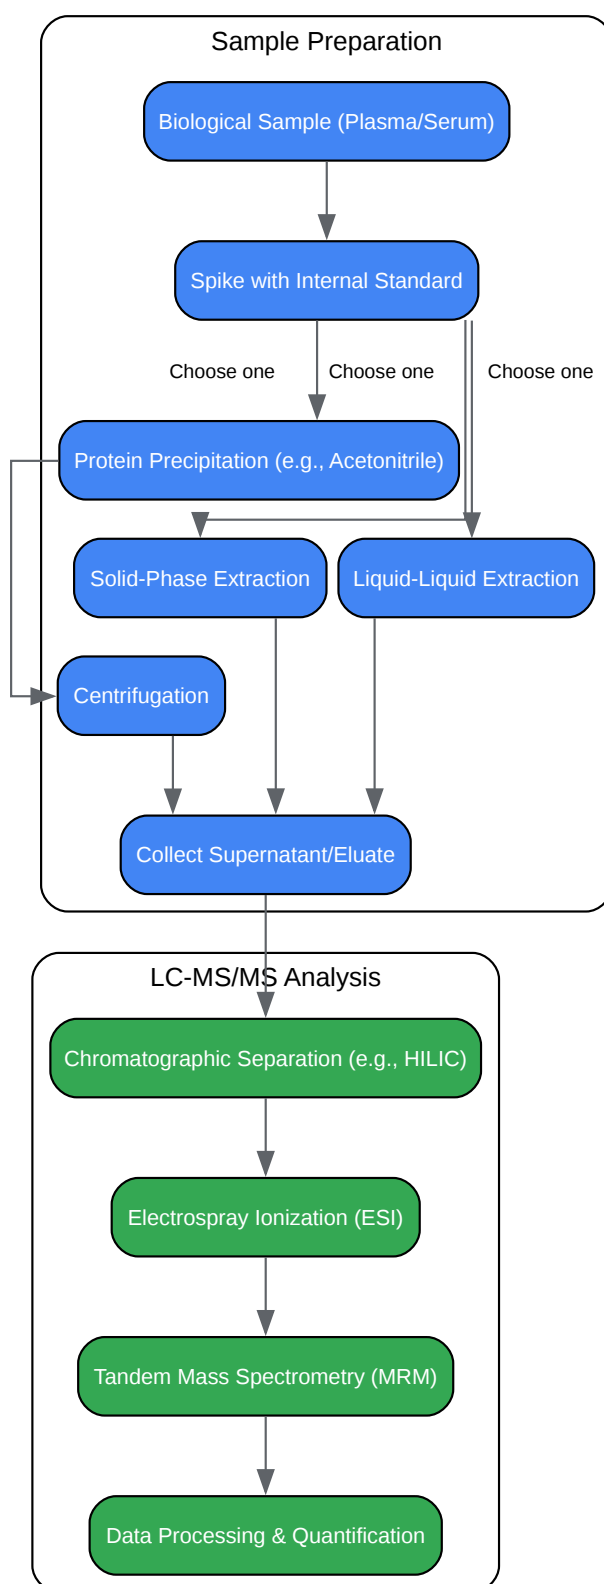 Sample Preparation
Biological Sample (Plasma/Serum)
Spike with Internal Standard
Choose one
Choose one
Choose one
Protein Precipitation (e.g., Acetonitrile)
Solid-Phase Extraction
Liquid-Liquid Extraction
Centrifugation
Collect Supernatant/Eluate
LC-MS/MS Analysis
Chromatographic Separation (e.g., HILIC)
Electrospray Ionization (ESI)
Tandem Mass Spectrometry (MRM)
Data Processing & Quantification